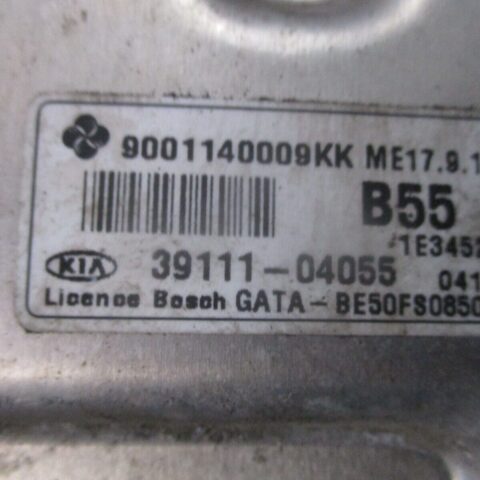 9001140009KK ME17.9.1
B55
1E3452
KIA 39111-04055 041
Licence Bosch GATA-BE50FS0850